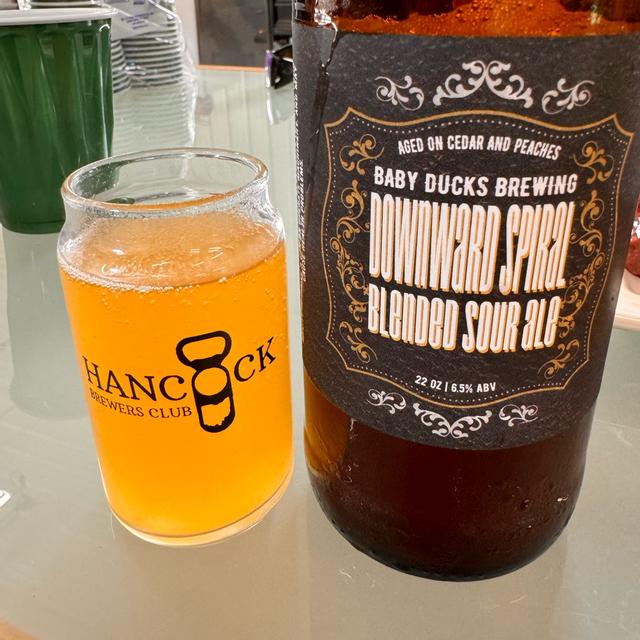 HANCOCK
BREWERS CLUB
AGED ON CEDAR AND PEACHES
BABY DUCKS BREWING
DOWNWARD SPIRAL
BLENDED SOUR ALE
22 OZ | 6.5% ABV